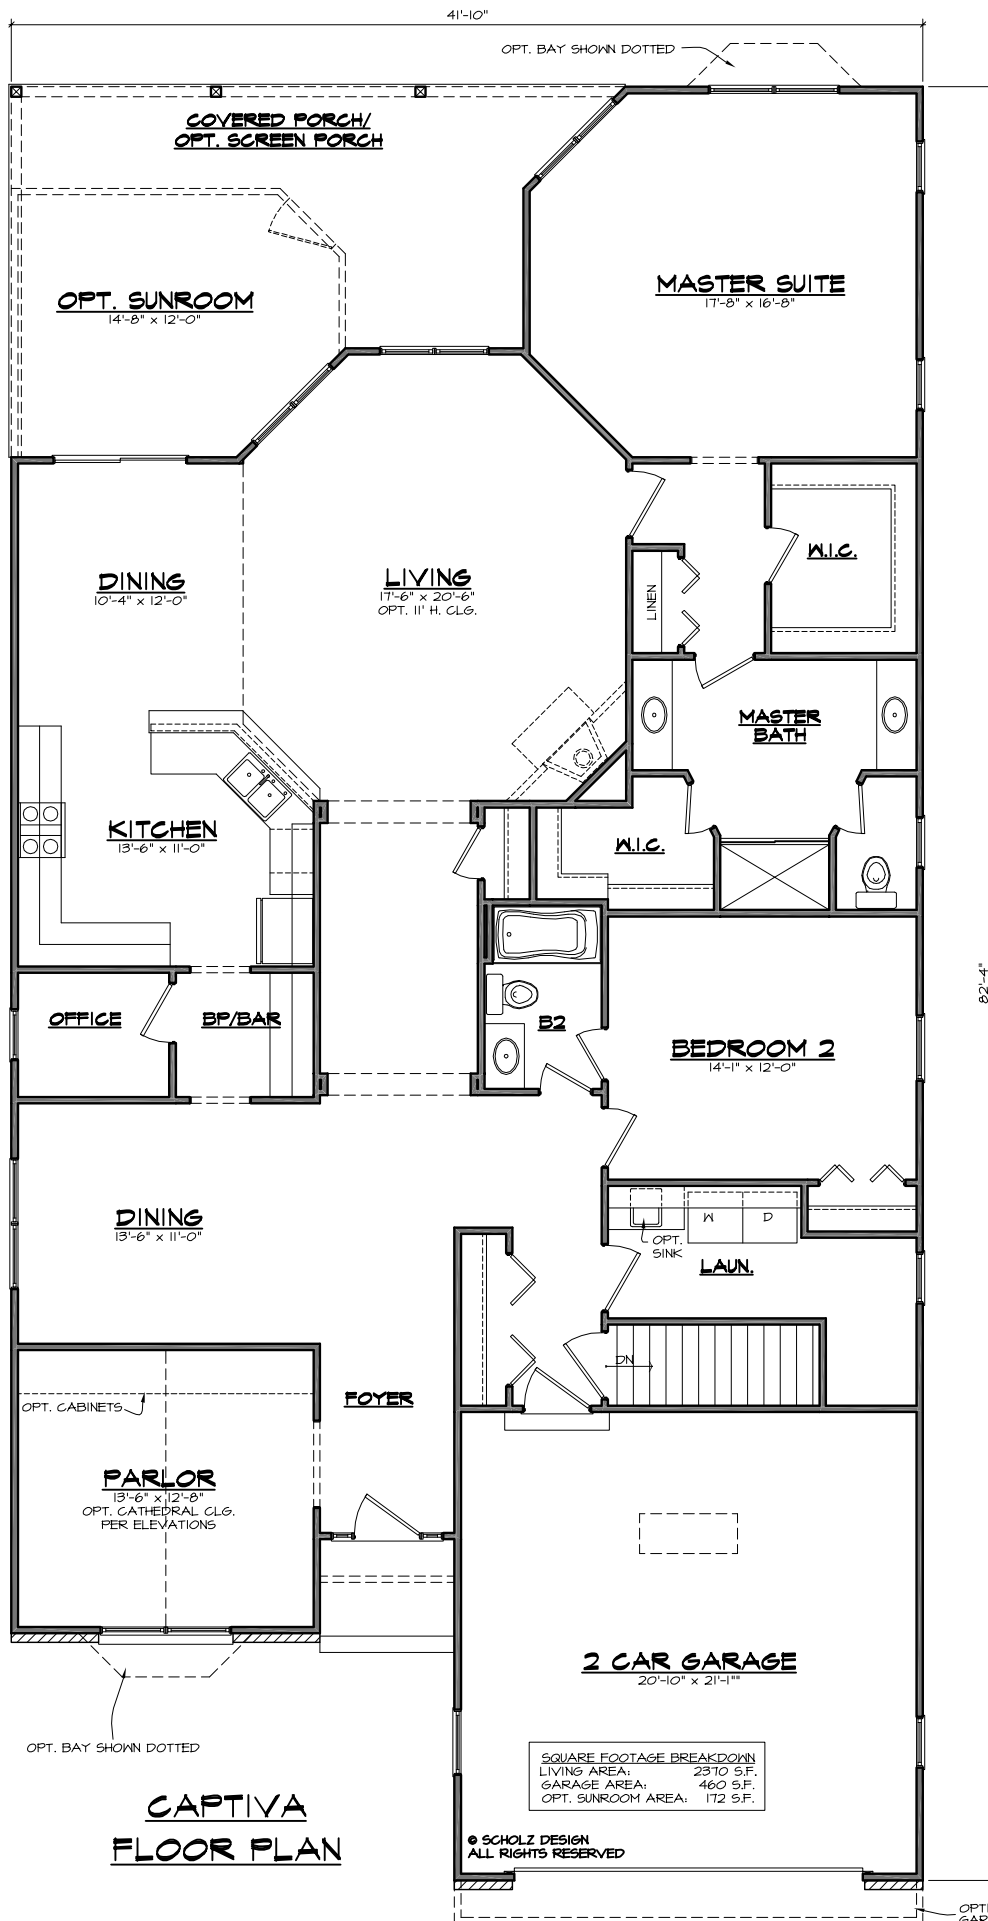 41'-10"
OPT. BAY SHOWN DOTTED
COVERED PORCH/
OPT. SCREEN PORCH
OPT. SUNROOM
14'-8" x 12'-0"
MASTER SUITE
17'-8" x 16'-8"
DINING
10'-4" x 12'-0"
LIVING
17'-6" x 20'-6"
OPT. 11' H. CLG.
LINEN
W.I.C.
MASTER
BATH
KITCHEN
13'-6" x 11'-0"
W.I.C.
82'-4"
OFFICE
BP/BAR
B2
BEDROOM 2
14'-1" x 12'-0"
DINING
13'-6" x 11'-0"
W
D
OPT.
SINK
LAUN.
DN
OPT. CABINETS
FOYER
PARLOR
13'-6" x 12'-8"
OPT. CATHEDRAL CLG.
PER ELEVATIONS
2 CAR GARAGE
20'-10" x 21'-1""
OPT. BAY SHOWN DOTTED
SQUARE FOOTAGE BREAKDOWN
LIVING AREA: 2370 S.F.
GARAGE AREA: 460 S.F.
OPT. SUNROOM AREA: 172 S.F.
CAPTIVA
FLOOR PLAN
© SCHOLZ DESIGN
ALL RIGHTS RESERVED